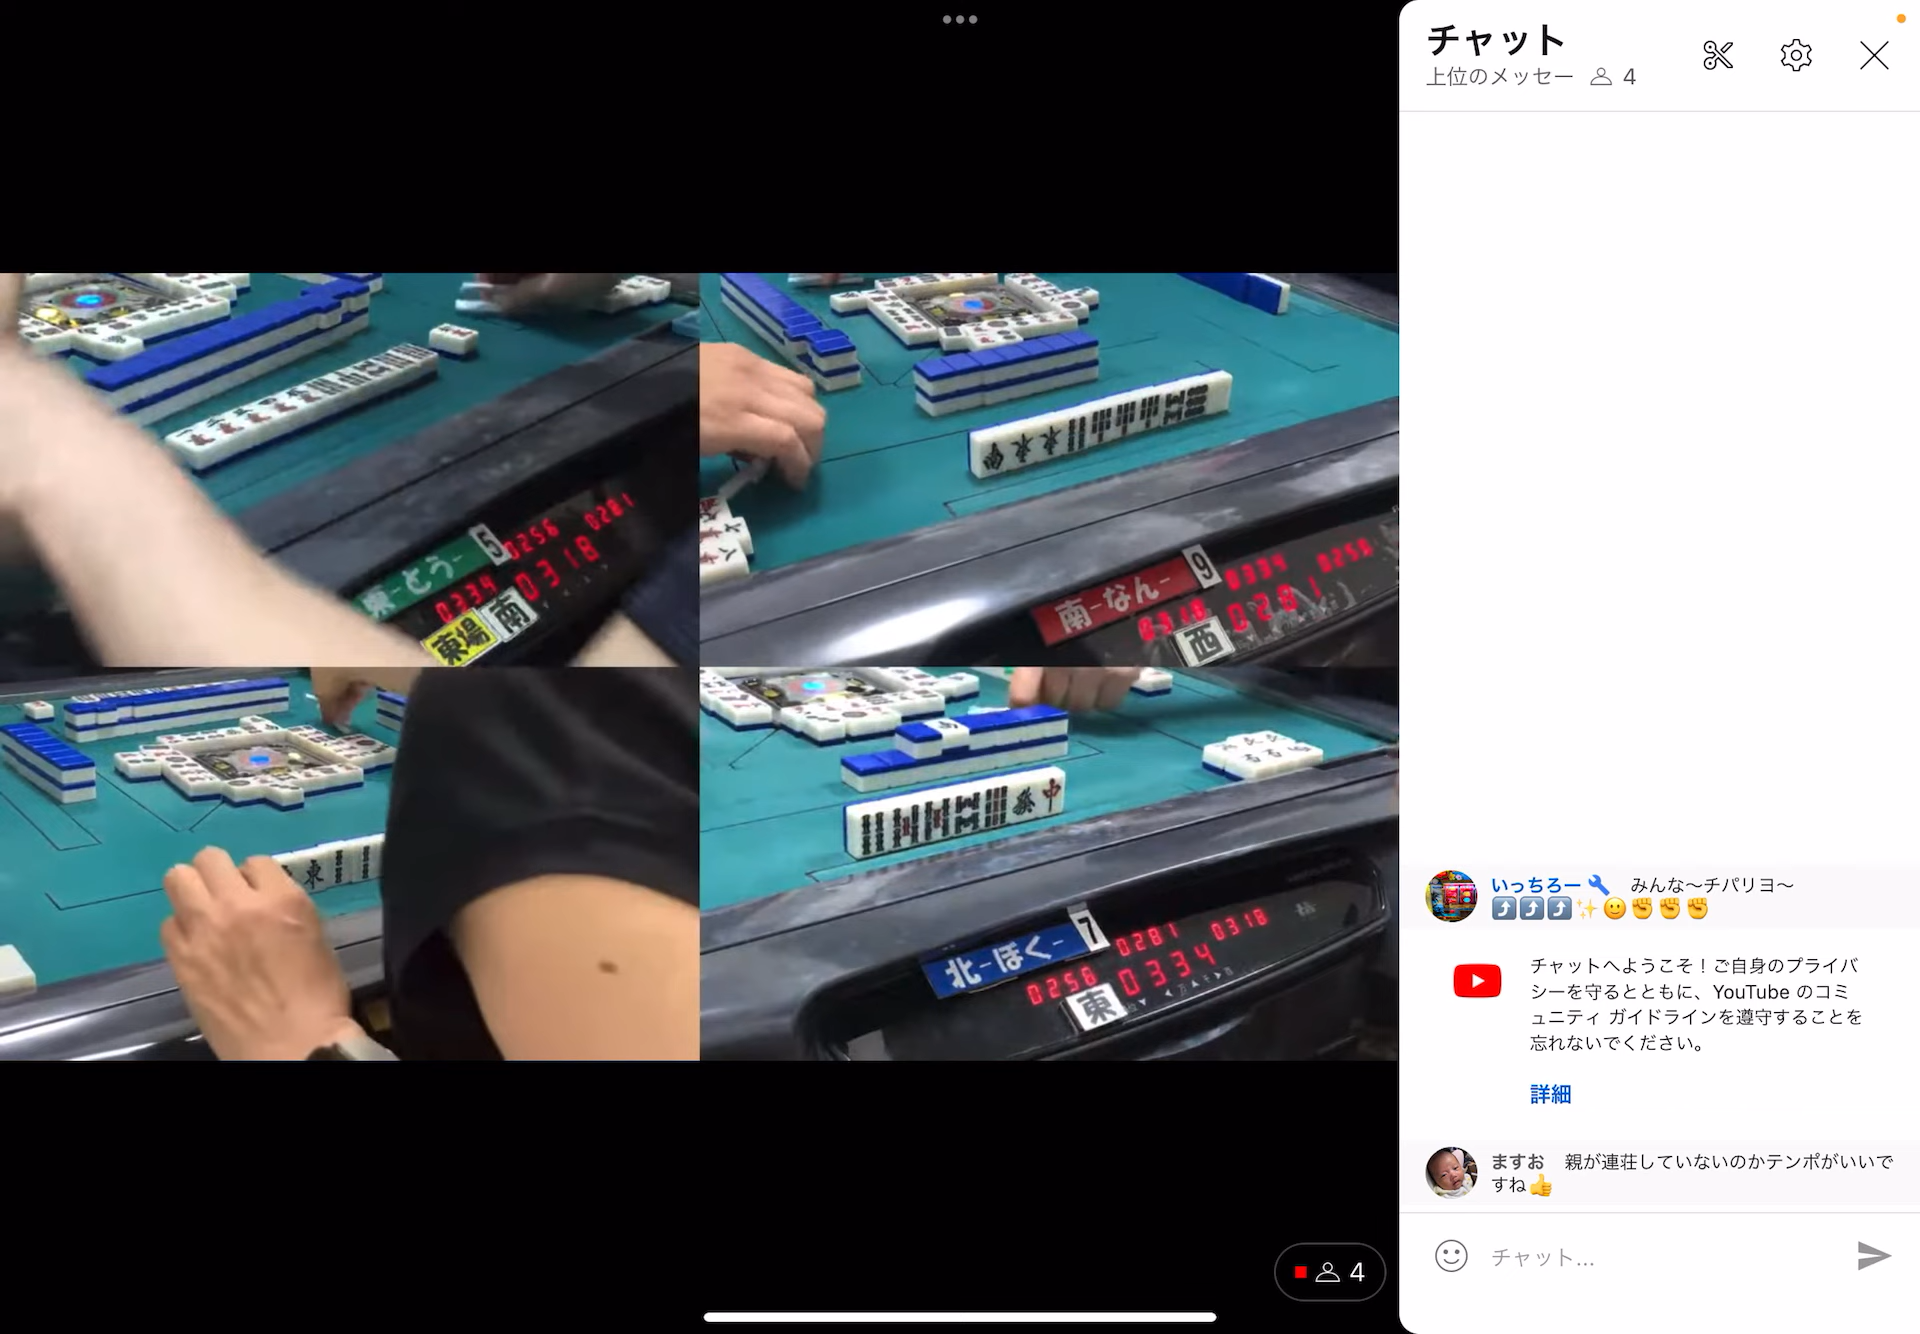 チャット
上位のメッセー 4
東-とう- 5
0256 0281
0334 0318
東場 南
南-なん- 9
0334 0256
0318 0281
西
北-ほく- 7
0281 0318
0256 0334
東
發 中
いっちろー みんな〜チパリヨ〜
チャットへようこそ！ご自身のプライバ
シーを守るとともに、YouTube のコミ
ュニティ ガイドラインを遵守することを
忘れないでください。
詳細
ますお 親が連荘していないのかテンポがいいで
すね
チャット...
4